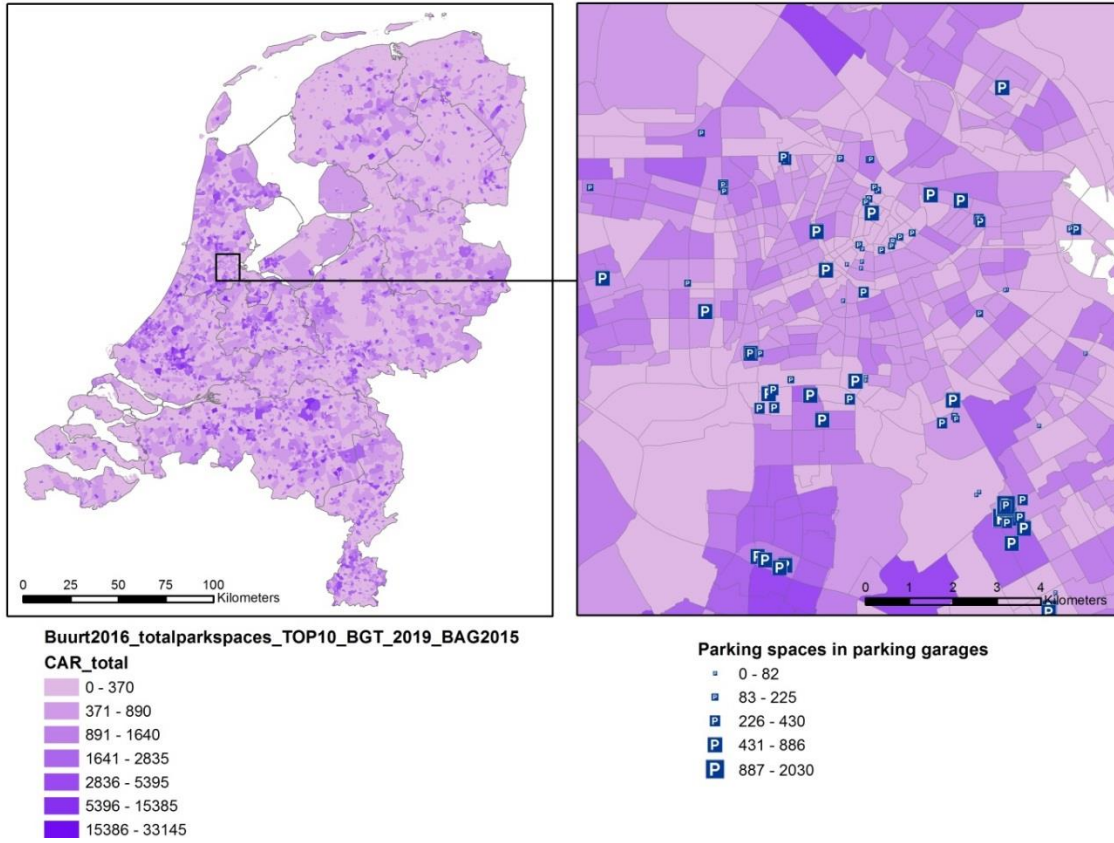 0 25 50 75 100
Kilometers
0 1 2 3 4
Kilometers
Buurt2016_totalparkspaces_TOP10_BGT_2019_BAG2015
CAR_total
0 - 370
371 - 890
891 - 1640
1641 - 2835
2836 - 5395
5396 - 15385
15386 - 33145
Parking spaces in parking garages
P 0 - 82
P 83 - 225
P 226 - 430
P 431 - 886
P 887 - 2030